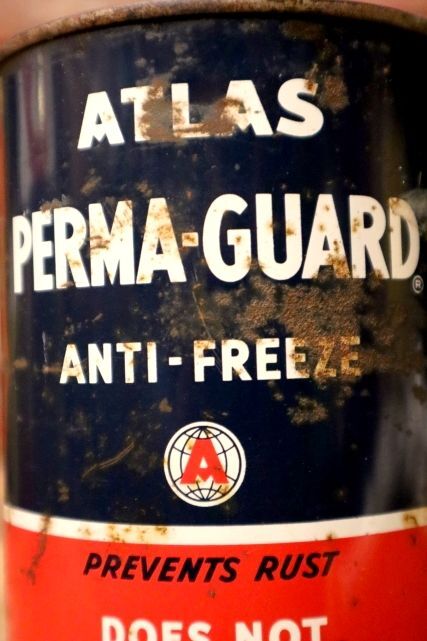 ATLAS
PERMA-GUARD®
ANTI-FREEZE
A
PREVENTS RUST
DOES NOT